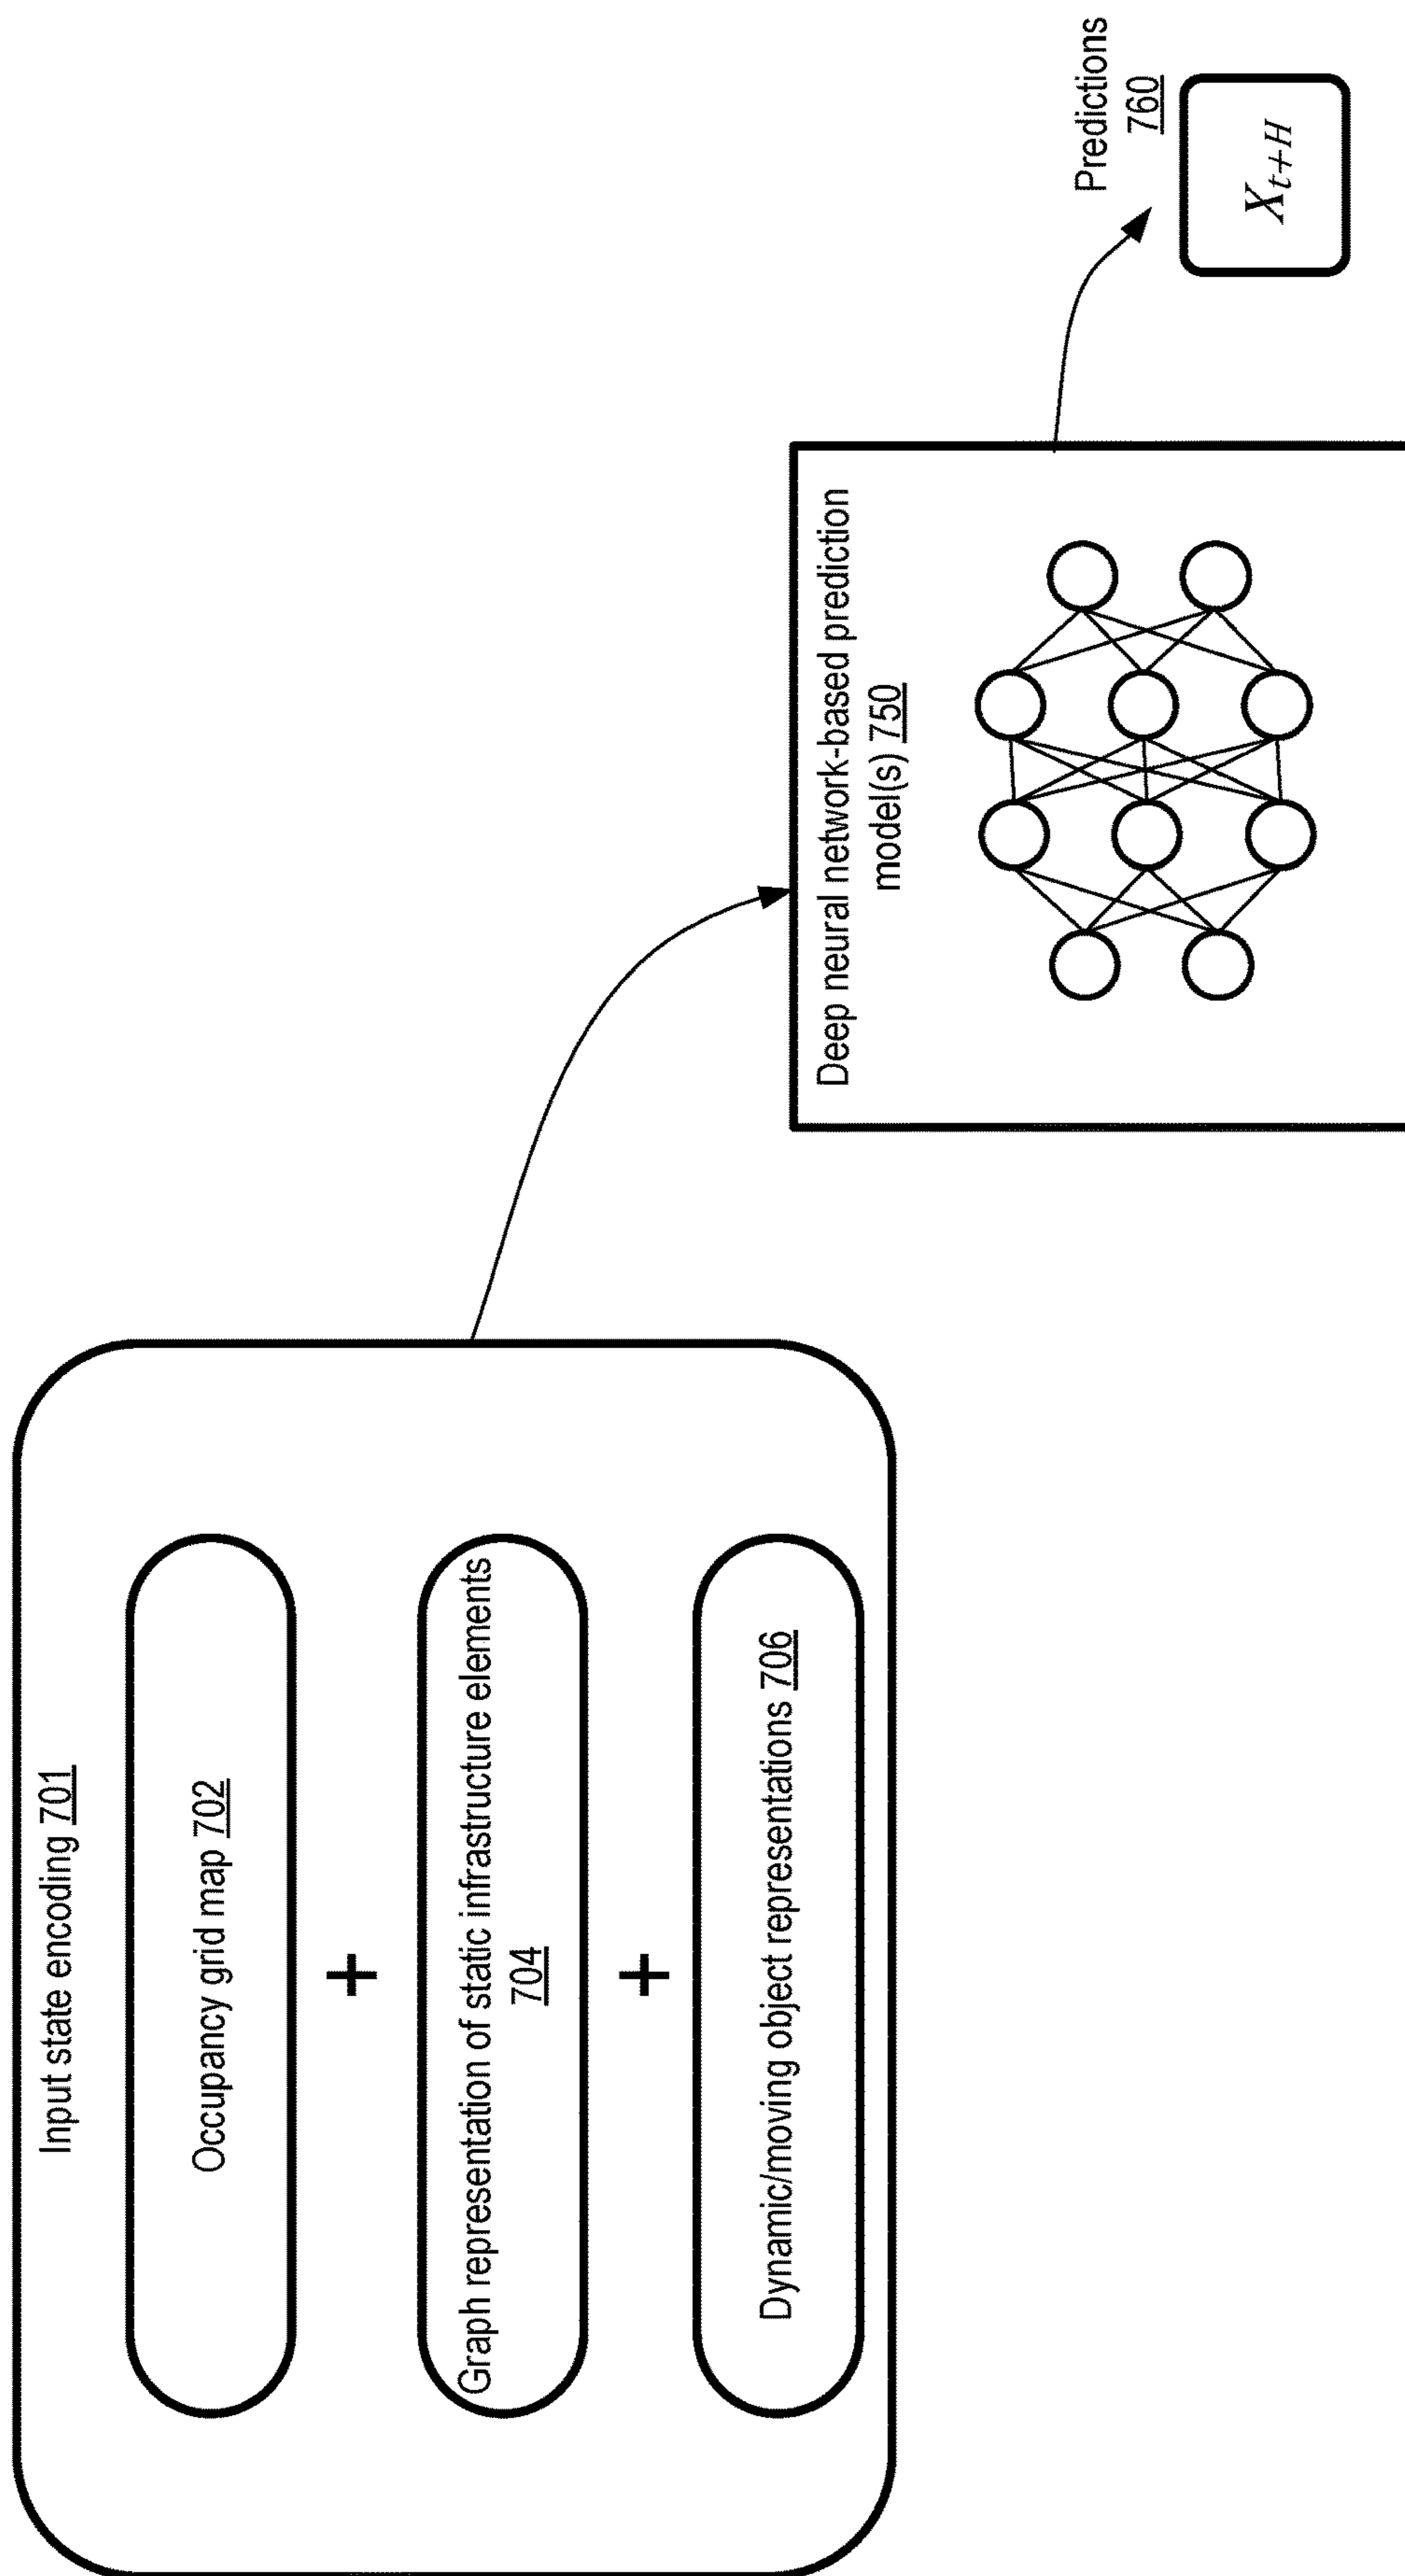 Input state encoding 701
Occupancy grid map 702
+
Graph representation of static infrastructure elements
704
+
Dynamic/moving object representations 706
Deep neural network-based prediction
model(s) 750
Predictions
760
X_{t+H}